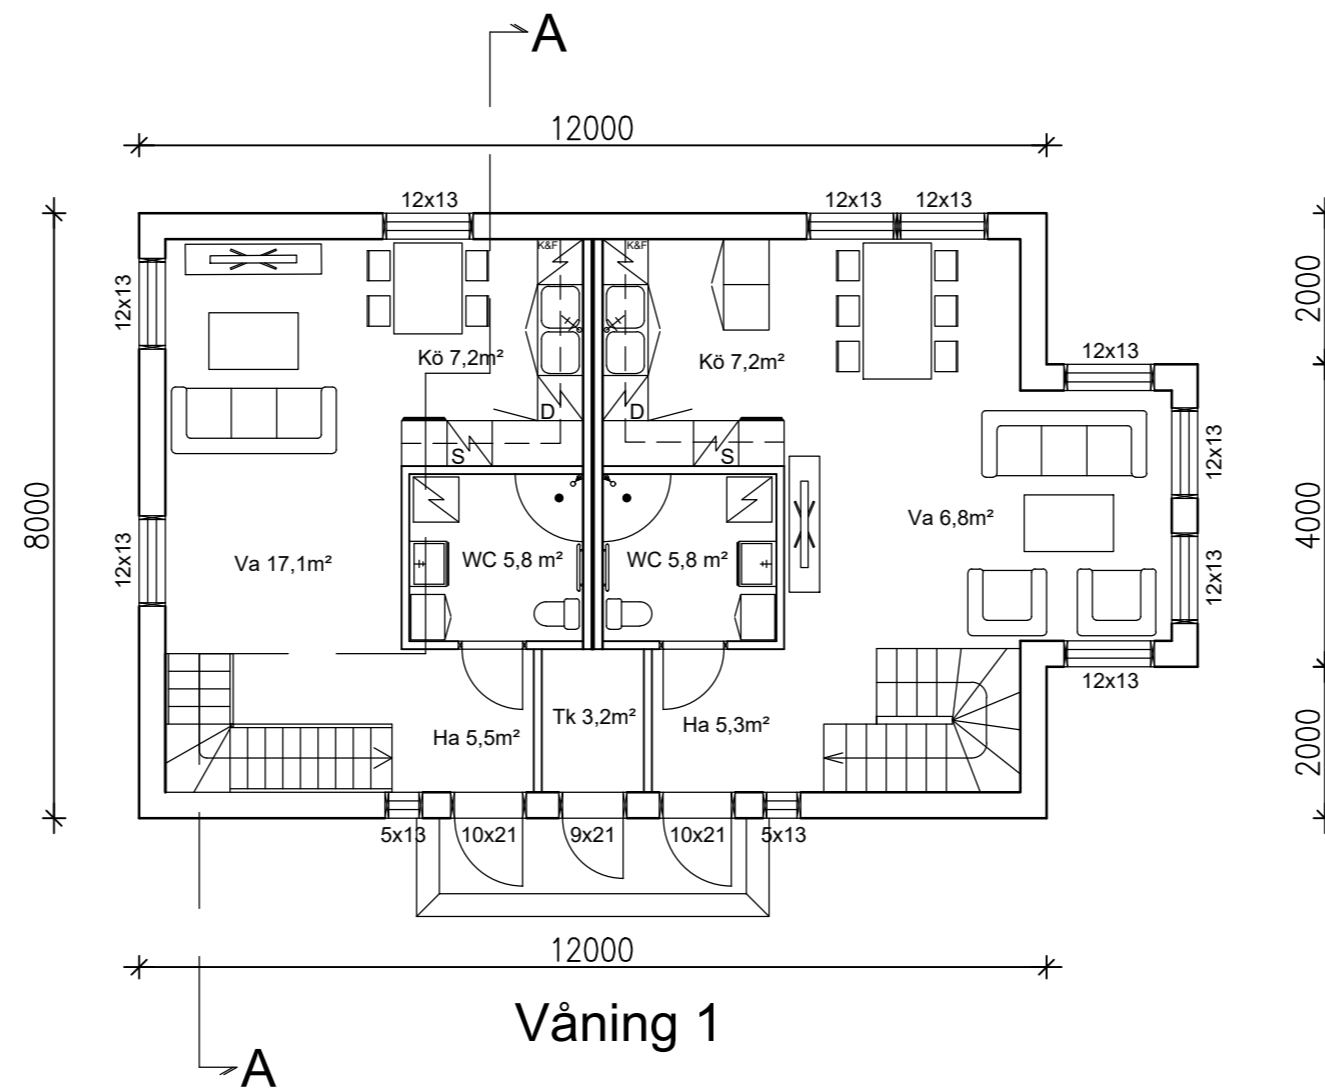 A
12000
12x13
12x13 12x13
K&F K&F
2000
12x13
12x13
Kö 7,2m²
Kö 7,2m²
D D
S S
12x13
8000
4000
Va 6,8m²
12x13
Va 17,1m²
WC 5,8 m²
WC 5,8 m²
12x13
12x13
Tk 3,2m²
Ha 5,5m²
Ha 5,3m²
2000
5x13 10x21 9x21 10x21 5x13
12000
Våning 1
A